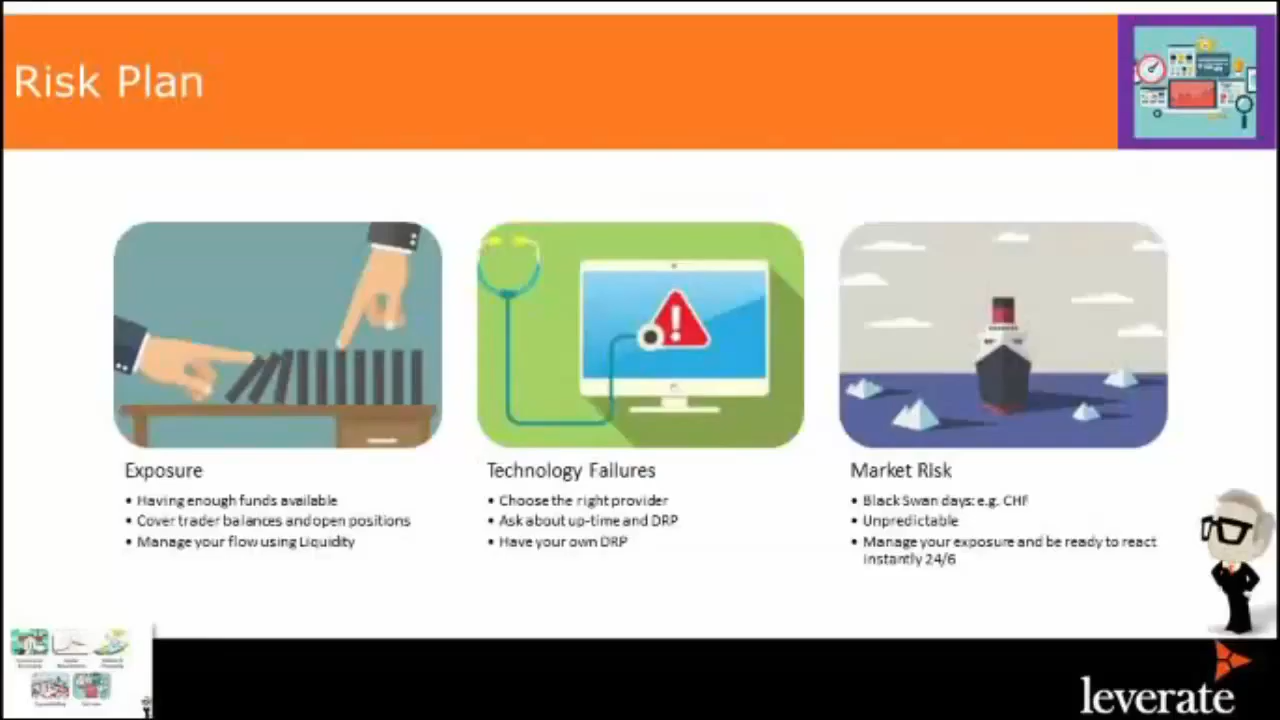 Risk Plan
Exposure
• Having enough funds available
• Cover trader balances and open positions
• Manage your flow using Liquidity
Technology Failures
• Choose the right provider
• Ask about up-time and DRP
• Have your own DRP
Market Risk
• Black Swan days: e.g. CHF
• Unpredictable
• Manage your exposure and be ready to react
instantly 24/6
leverate